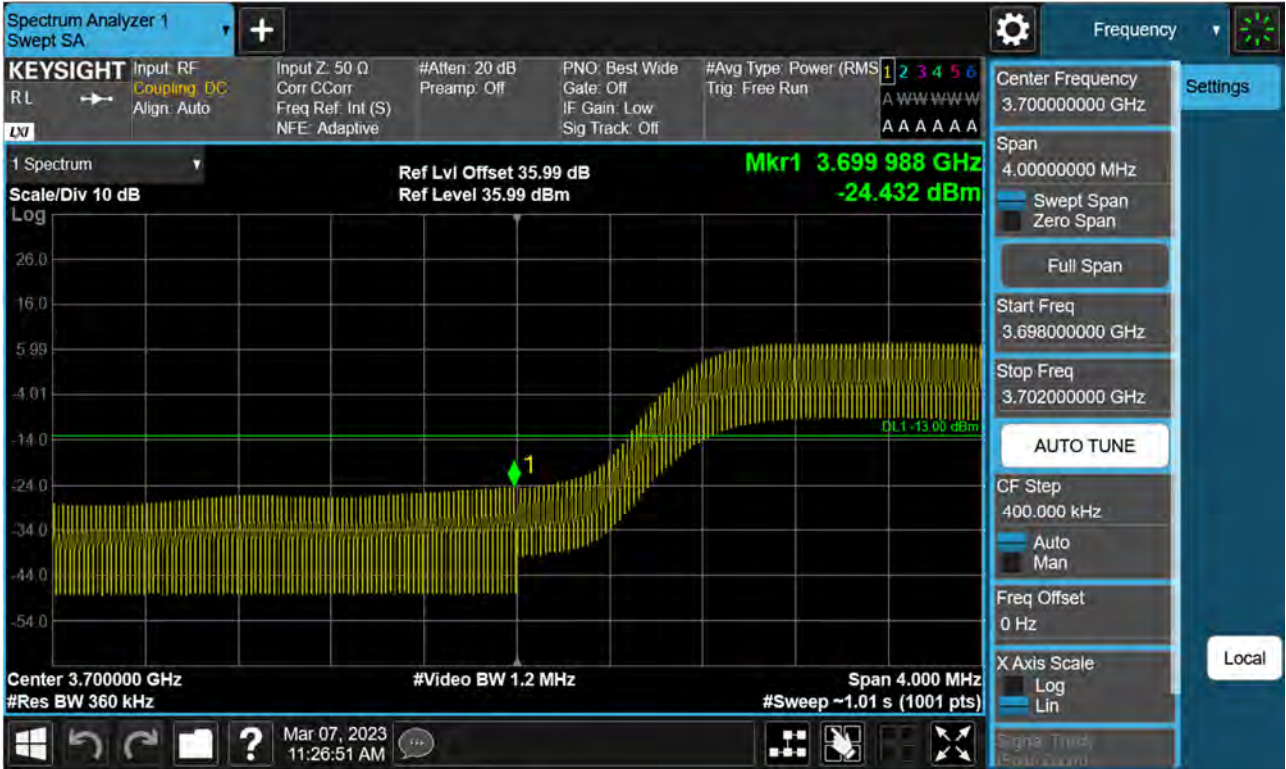 Spectrum Analyzer 1
Swept SA
+
Frequency
KEYSIGHT
R L
LXI
Input: RF
Coupling: DC
Align: Auto
Input Z: 50 Ω
Corr CCorr
Freq Ref: Int (S)
NFE: Adaptive
#Atten: 20 dB
Preamp: Off
PNO: Best Wide
Gate: Off
IF Gain: Low
Sig Track: Off
#Avg Type: Power (RMS
Trig: Free Run
1 2 3 4 5 6
A W W W W W
A A A A A A
1 Spectrum
Scale/Div 10 dB
Log
Ref Lvl Offset 35.99 dB
Ref Level 35.99 dBm
Mkr1 3.699 988 GHz
-24.432 dBm
26.0
16.0
5.99
-4.01
-14.0
-24.0
-34.0
-44.0
-54.0
1
DL1 -13.00 dBm
Center 3.700000 GHz
#Res BW 360 kHz
#Video BW 1.2 MHz
Span 4.000 MHz
#Sweep ~1.01 s (1001 pts)
Mar 07, 2023
11:26:51 AM
?
Center Frequency
3.700000000 GHz
Span
4.00000000 MHz
Swept Span
Zero Span
Full Span
Start Freq
3.698000000 GHz
Stop Freq
3.702000000 GHz
AUTO TUNE
CF Step
400.000 kHz
Auto
Man
Freq Offset
0 Hz
X Axis Scale
Log
Lin
Signal Track
Settings
Local